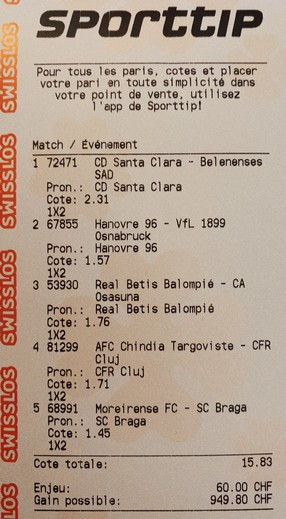 SPORTTIP
Pour tous les paris, cotes et placer
votre pari en toute simplicité dans
votre point de vente, utilisez
l'app de Sporttip!
Match / Événement
1 72471 CD Santa Clara - Belenenses
SAD
Pron.: CD Santa Clara
Cote: 2.31
1X2
2 67855 Hanovre 96 - VfL 1899
Osnabruck
Pron.: Hanovre 96
Cote: 1.57
1X2
3 53930 Real Betis Balompié - CA
Osasuna
Pron.: Real Betis Balompié
Cote: 1.76
1X2
4 81299 AFC Chindia Targoviste - CFR
Cluj
Pron.: CFR Cluj
Cote: 1.71
1X2
5 68991 Moreirense FC - SC Braga
Pron.: SC Braga
Cote: 1.45
1X2
Cote totale: 15.83
Enjeu: 60.00 CHF
Gain possible: 949.80 CHF
SWISSLOS
SWISSLOS
SWISSLOS
SWISSLOS